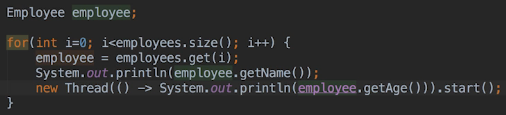 Employee employee;
for(int i=0; i<employees.size(); i++) {
employee = employees.get(i);
System.out.println(employee.getName());
new Thread(() -> System.out.println(employee.getAge())).start();
}